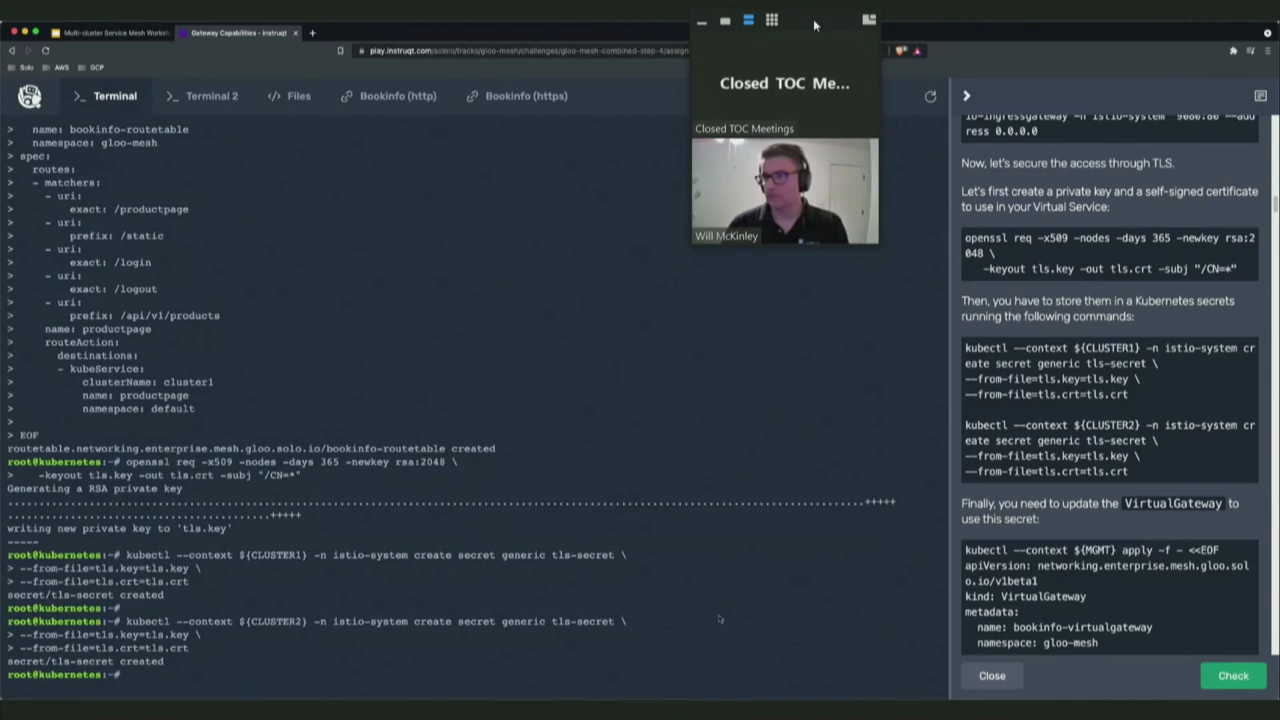 Multi-cluster Service Mesh Worksh
Gateway Capabilities - Instruqt
play.instruqt.com/soloio/tracks/gloo-mesh/challenges/gloo-mesh-combined-step-4/assign
Solo
AWS
GCP
Closed TOC Me...
Closed TOC Meetings
Will McKinley
>_ Terminal
>_ Terminal 2
</> Files
Bookinfo (http)
Bookinfo (https)
> name: bookinfo-routetable
> namespace: gloo-mesh
> spec:
> routes:
> - matchers:
> - uri:
> exact: /productpage
> - uri:
> prefix: /static
> - uri:
> exact: /login
> - uri:
> exact: /logout
> - uri:
> prefix: /api/v1/products
> name: productpage
> routeAction:
> destinations:
> - kubeService:
> clusterName: cluster1
> name: productpage
> namespace: default
>
> EOF
routetable.networking.enterprise.mesh.gloo.solo.io/bookinfo-routetable created
root@kubernetes:~# openssl req -x509 -nodes -days 365 -newkey rsa:2048 \
> -keyout tls.key -out tls.crt -subj "/CN=*"
Generating a RSA private key
writing new private key to 'tls.key'
-----
root@kubernetes:~# kubectl --context ${CLUSTER1} -n istio-system create secret generic tls-secret \
> --from-file=tls.key=tls.key \
> --from-file=tls.crt=tls.crt
secret/tls-secret created
root@kubernetes:~#
root@kubernetes:~# kubectl --context ${CLUSTER2} -n istio-system create secret generic tls-secret \
> --from-file=tls.key=tls.key \
> --from-file=tls.crt=tls.crt
secret/tls-secret created
root@kubernetes:~#
io-ingressgateway -n istio-system 9080:80 --add
ress 0.0.0.0
Now, let's secure the access through TLS.
Let's first create a private key and a self-signed certificate
to use in your Virtual Service:
openssl req -x509 -nodes -days 365 -newkey rsa:2
048 \
-keyout tls.key -out tls.crt -subj "/CN=*"
Then, you have to store them in a Kubernetes secrets
running the following commands:
kubectl --context ${CLUSTER1} -n istio-system cr
eate secret generic tls-secret \
--from-file=tls.key=tls.key \
--from-file=tls.crt=tls.crt
kubectl --context ${CLUSTER2} -n istio-system cr
eate secret generic tls-secret \
--from-file=tls.key=tls.key \
--from-file=tls.crt=tls.crt
Finally, you need to update the VirtualGateway to
use this secret:
kubectl --context ${MGMT} apply -f - <<EOF
apiVersion: networking.enterprise.mesh.gloo.sol
o.io/v1beta1
kind: VirtualGateway
metadata:
name: bookinfo-virtualgateway
namespace: gloo-mesh
Close
Check